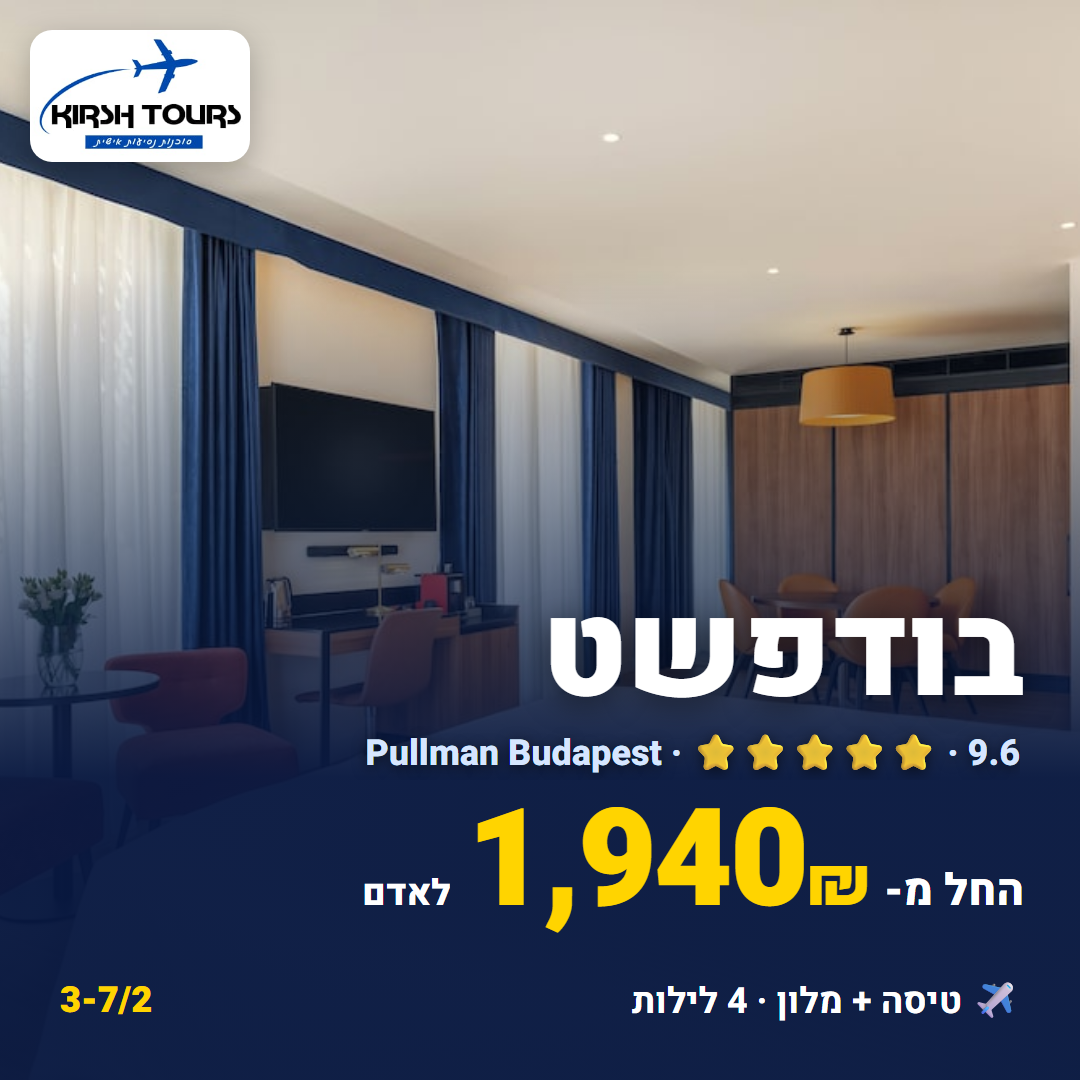 KIRSH TOURS
סוכנות נסיעות אישית
בודפשט
Pullman Budapest · ⭐⭐⭐⭐⭐ · 9.6
החל מ- ₪1,940 לאדם
✈️ טיסה + מלון · 4 לילות
3-7/2